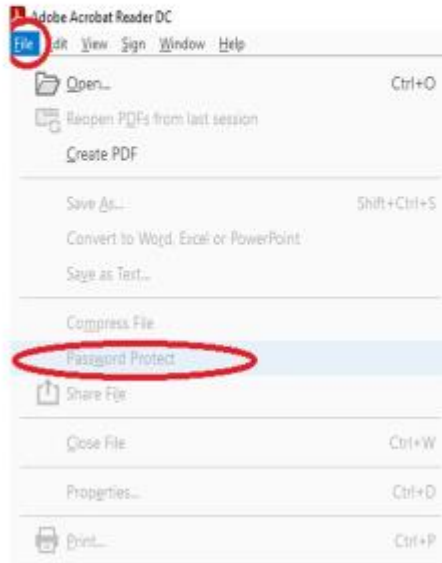 Adobe Acrobat Reader DC
File Edit View Sign Window Help
Open... Ctrl+O
Reopen PDFs from last session
Create PDF
Save As... Shift+Ctrl+S
Convert to Word, Excel or PowerPoint
Save as Text...
Compress File
Password Protect
Share File
Close File Ctrl+W
Properties... Ctrl+D
Print... Ctrl+P